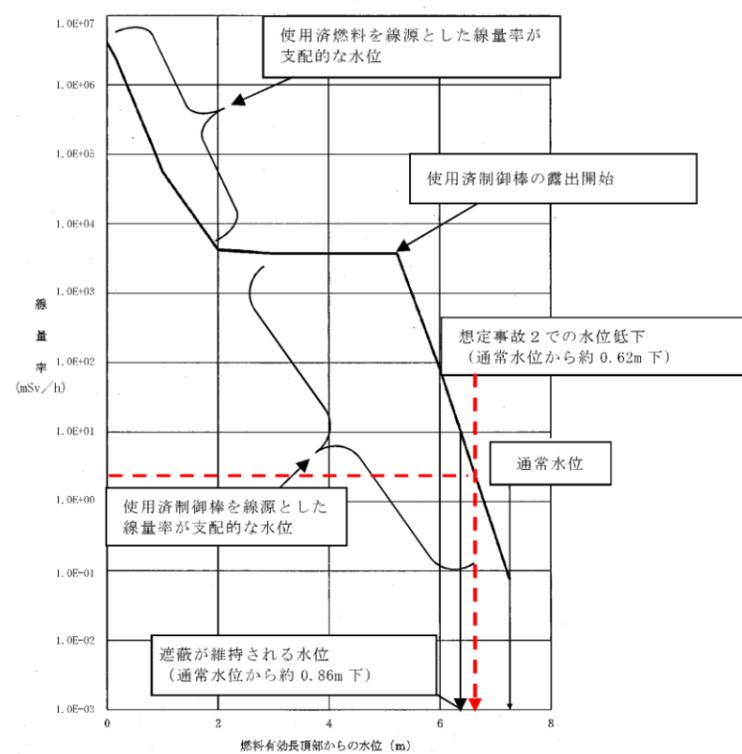 使用済燃料を線源とした線量率が
支配的な水位
使用済制御棒の露出開始
想定事故２での水位低下
（通常水位から約 0.62m 下）
通常水位
使用済制御棒を線源とした
線量率が支配的な水位
遮蔽が維持される水位
（通常水位から約 0.86m 下）
線
量
率
(mSv／h)
1.0E+07
1.0E+06
1.0E+05
1.0E+04
1.0E+03
1.0E+02
1.0E+01
1.0E+00
1.0E-01
1.0E-02
1.0E-03
0
2
4
6
8
燃料有効長頂部からの水位（m）